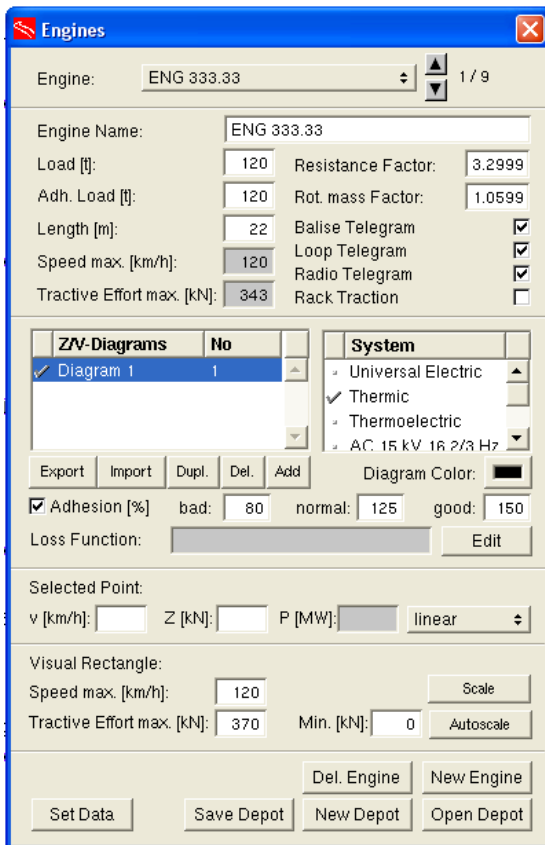 Engines
Engine: ENG 333.33 1 / 9
Engine Name: ENG 333.33
Load [t]: 120 Resistance Factor: 3.2999
Adh. Load [t]: 120 Rot. mass Factor: 1.0599
Length [m]: 22 Balise Telegram
Loop Telegram
Speed max. [km/h]: 120 Radio Telegram
Tractive Effort max. [kN]: 343 Rack Traction
Z/V-Diagrams No System
Diagram 1 1 Universal Electric
Thermic
Thermoelectric
AC 15 kV 16 2/3 Hz
Export Import Dupl. Del. Add Diagram Color:
Adhesion [%] bad: 80 normal: 125 good: 150
Loss Function: Edit
Selected Point:
v [km/h]: Z [kN]: P [MW]: linear
Visual Rectangle:
Speed max. [km/h]: 120 Scale
Tractive Effort max. [kN]: 370 Min. [kN]: 0 Autoscale
Del. Engine New Engine
Set Data Save Depot New Depot Open Depot